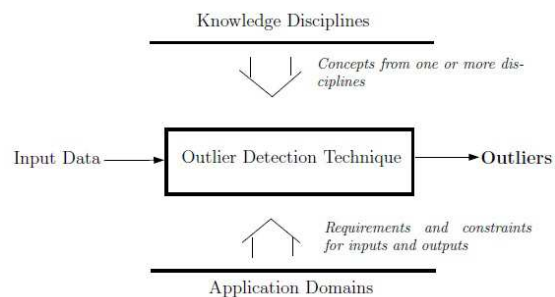 Knowledge Disciplines
Concepts from one or more dis-
ciplines
Input Data
Outlier Detection Technique
Outliers
Requirements and constraints
for inputs and outputs
Application Domains